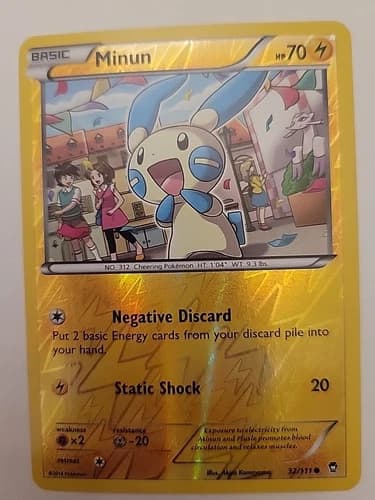 BASIC Minun HP 70
NO. 312 Cheering Pokémon HT: 1'04" WT: 9.3 lbs.
Negative Discard
Put 2 basic Energy cards from your discard pile into
your hand.
Static Shock 20
weakness resistance
×2 -20
retreat
Exposure to electricity from
Minun and Plusle promotes blood
circulation and relaxes muscles.
Illus. Akira Komayama 32/111
©2014 Pokémon